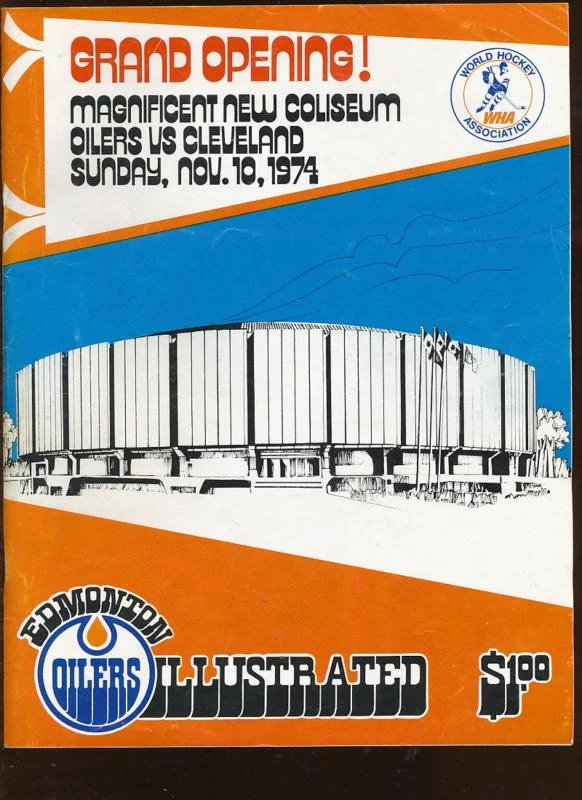 GRAND OPENING!
MAGNIFICENT NEW COLISEUM
OILERS VS CLEVELAND
SUNDAY, NOV. 10, 1974
WORLD HOCKEY
WHA
ASSOCIATION
EDMONTON
OILERS ILLUSTRATED $1.00